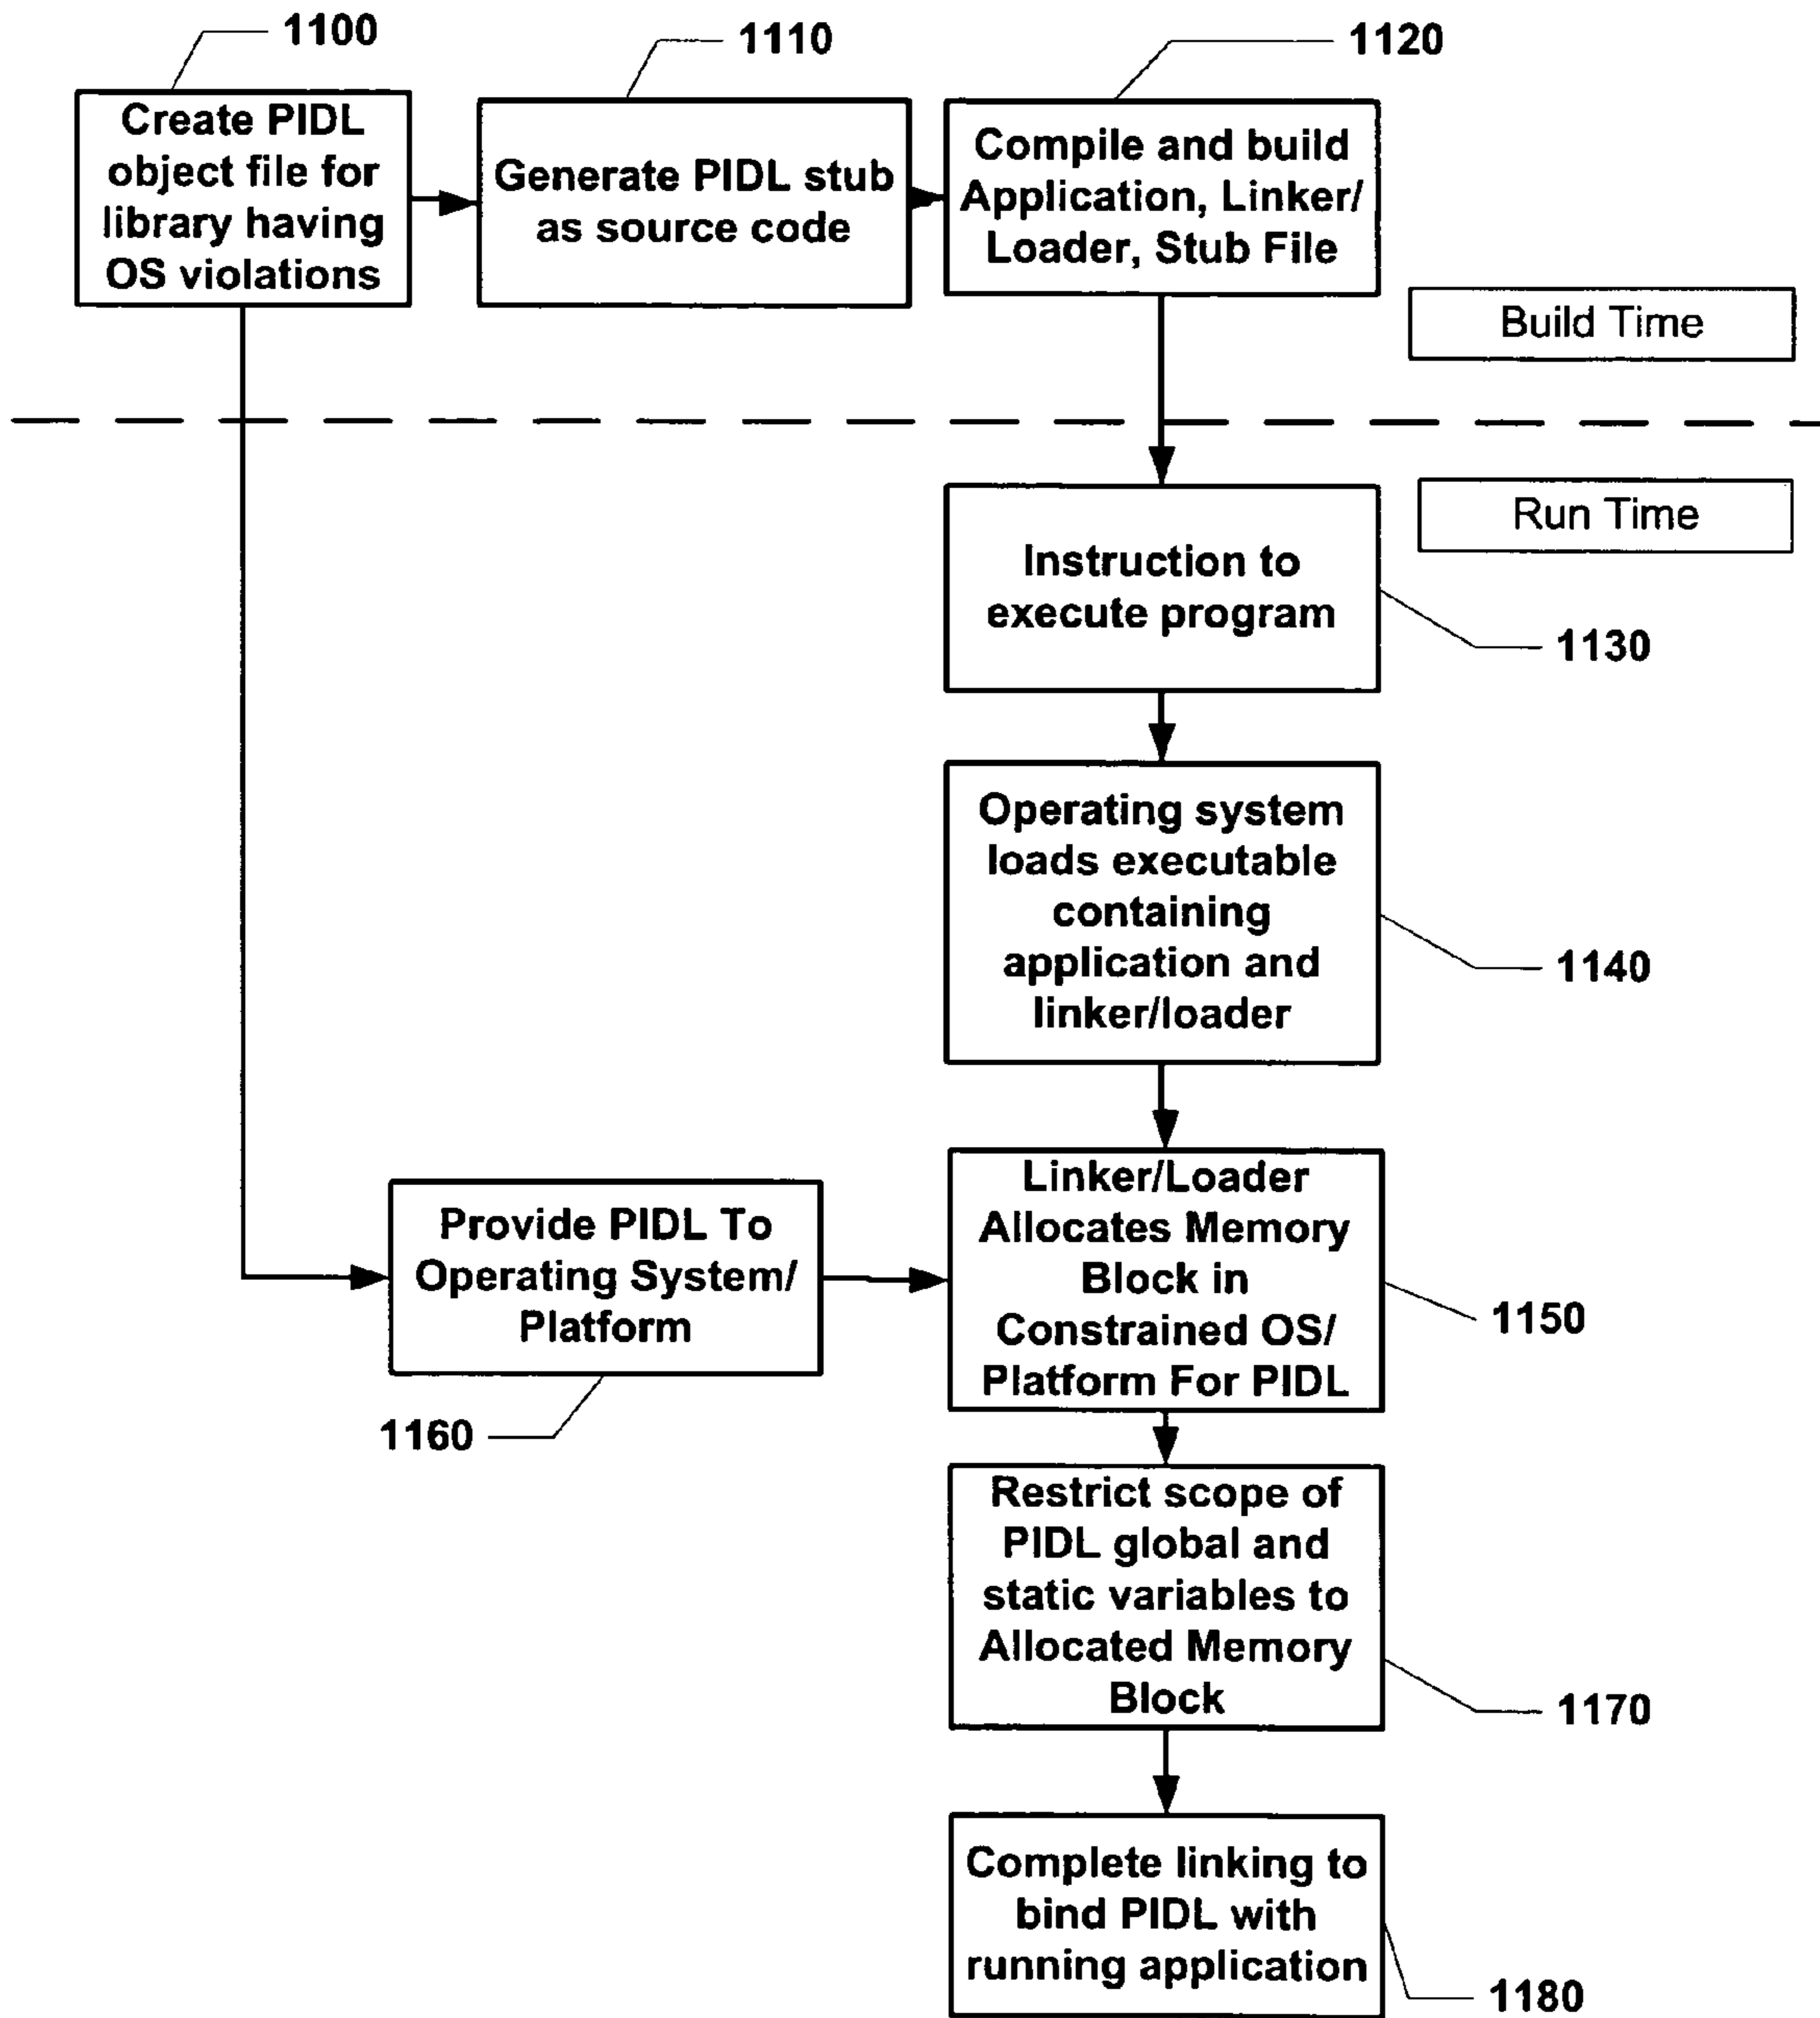 1100
1110
1120
Create PIDL
object file for
library having
OS violations
Generate PIDL stub
as source code
Compile and build
Application, Linker/
Loader, Stub File
Build Time
Run Time
Instruction to
execute program
1130
Operating system
loads executable
containing
application and
linker/loader
1140
Provide PIDL To
Operating System/
Platform
1160
Linker/Loader
Allocates Memory
Block in
Constrained OS/
Platform For PIDL
1150
Restrict scope of
PIDL global and
static variables to
Allocated Memory
Block
1170
Complete linking to
bind PIDL with
running application
1180